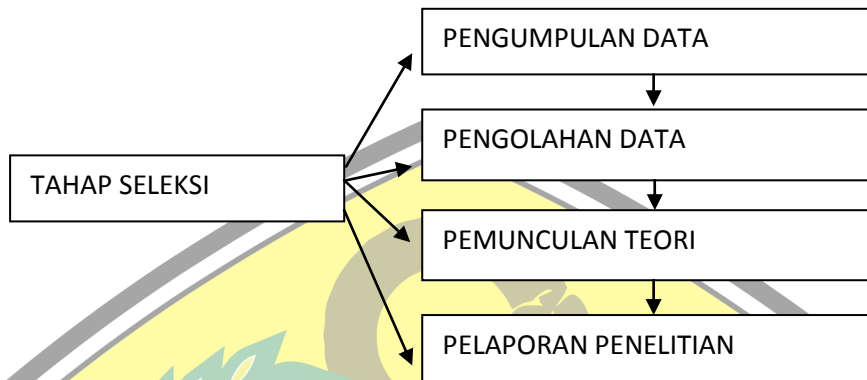 PENGUMPULAN DATA
PENGOLAHAN DATA
TAHAP SELEKSI
PEMUNCULAN TEORI
PELAPORAN PENELITIAN